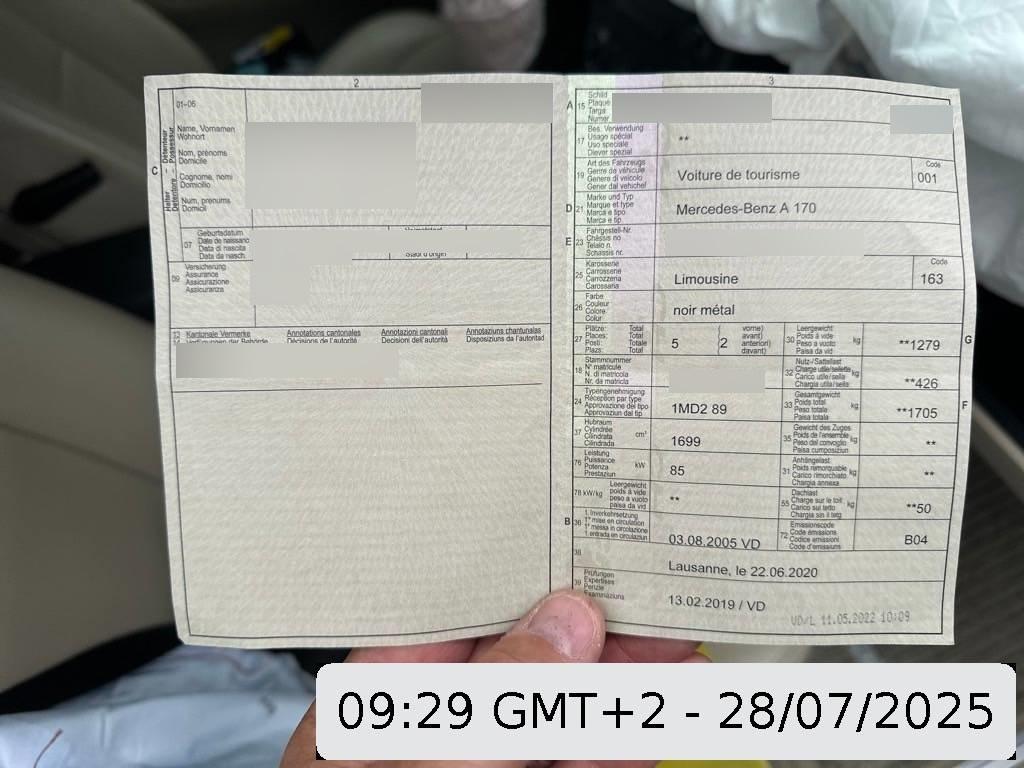 2
01-06
Halter - Détenteur
Detentore - Possessur
C
Name, Vornamen
Wohnort
Nom, prénoms
Domicile
Cognome, nomi
Domicilio
Num, prenums
Domicil
07
Geburtsdatum
Date de naissance
Data di nascita
Data da nasch.
09
Versicherung
Assurance
Assicurazione
Assicuranza
13 Kantonale Vermerke Annotations cantonales Annotazioni cantonali Annotaziuns chantunalas
14 Verfügungen der Behörde Décisions de l'autorité Decisioni dell'autorità Disposiziuns da l'autoritad
3
A 15
Schild
Plaque
Targa
Numer
17
Bes. Verwendung
Usage spécial
Uso speciale
Diever spezial
**
19
Art des Fahrzeugs
Genre de véhicule
Genere di veicolo
Gener dal vehichel
Voiture de tourisme
Code
001
D 21
Marke und Typ
Marque et type
Marca e tipo
Marca e tip
Mercedes-Benz A 170
E 23
Fahrgestell-Nr.
Châssis no
Telaio n.
Schassis nr.
25
Karosserie
Carrosserie
Carrozzeria
Carossaria
Limousine
Code
163
26
Farbe
Couleur
Colore
Colur
noir métal
27
Plätze: Total
Places: Total
Posti: Totale
Plazs: Total
5 (2
vorne)
avant)
anteriori)
davant)
30
Leergewicht
Poids à vide
Peso a vuoto
Paisa da vid
kg
**1279
G
18
Stammnummer
N° matricule
N. di matricola
Nr. da matricla
32
Nutz-/Sattellast
Charge utile/sellette
Carico utile/sella
Chargia utila/sella
kg
**426
24
Typengenehmigung
Réception par type
Approvazione del tipo
Approvaziun dal tip
1MD2 89
33
Gesamtgewicht
Poids total
Peso totale
Paisa totala
kg
**1705
F
37
Hubraum
Cylindrée
Cilindrata
Cilindrada
cm³
1699
35
Gewicht des Zuges
Poids de l'ensemble
Peso del convoglio
Paisa cumposiziun
kg
**
76
Leistung
Puissance
Potenza
Prestaziun
kW
85
31
Anhängelast
Poids remorquable
Carico rimorchiato
Chargia annexa
kg
**
78 kW/kg
Leergewicht
poids à vide
peso a vuoto
paisa da vid
**
55
Dachlast
Charge sur le toit
Carico sul tetto
Chargia sin il tetg
kg
**50
B 36
1. Inverkehrsetzung
1re mise en circulation
1a messa in circolazione
1. entrada en circulaziun
03.08.2005 VD
72
Emissionscode
Code émissions
Codice emissioni
Code d'emissiuns
B04
38
Lausanne, le 22.06.2020
39
Prüfungen
Expertises
Perizie
Examinaziuns
13.02.2019 / VD
VD/L 11.05.2022 10:09
09:29 GMT+2 - 28/07/2025